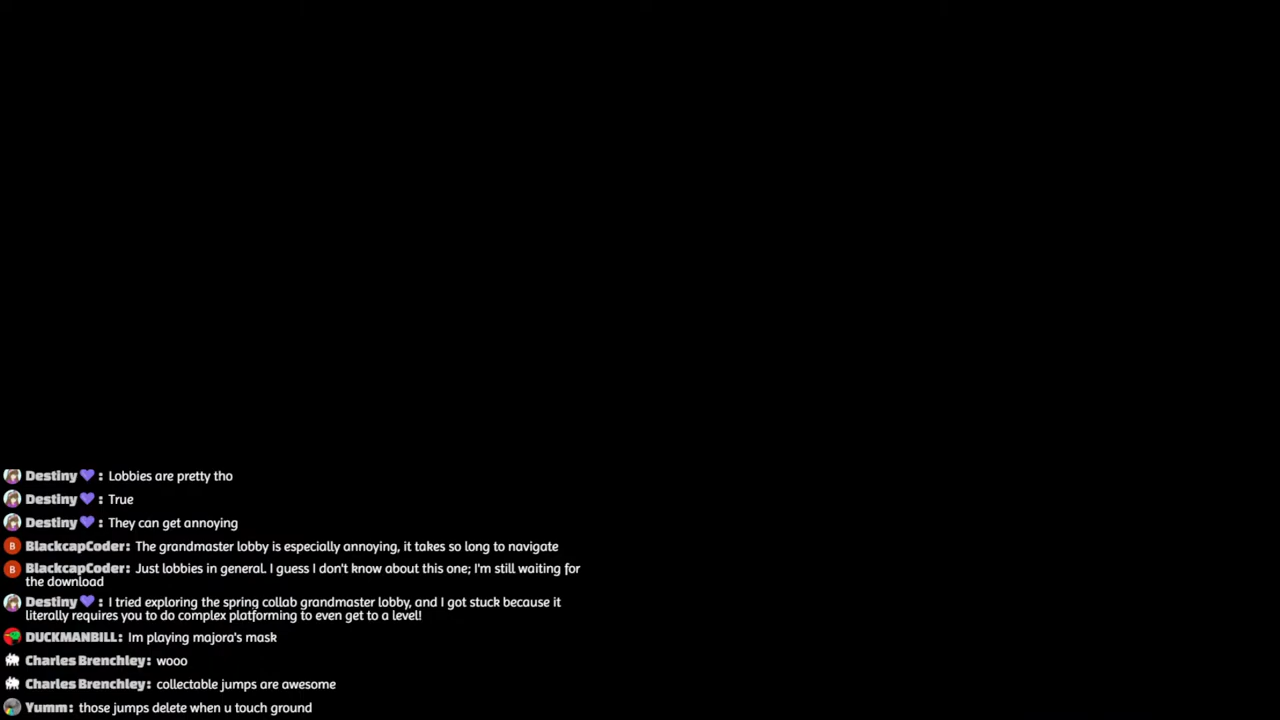 Destiny💜: Lobbies are pretty tho
Destiny💜: True
Destiny💜: They can get annoying
BlackcapCoder: The grandmaster lobby is especially annoying, it takes so long to navigate
BlackcapCoder: Just lobbies in general. I guess I don't know about this one; I'm still waiting for
the download
Destiny💜: I tried exploring the spring collab grandmaster lobby, and I got stuck because it
literally requires you to do complex platforming to even get to a level!
DUCKMANBILL: Im playing majora's mask
Charles Brenchley: wooo
Charles Brenchley: collectable jumps are awesome
Yumm: those jumps delete when u touch ground